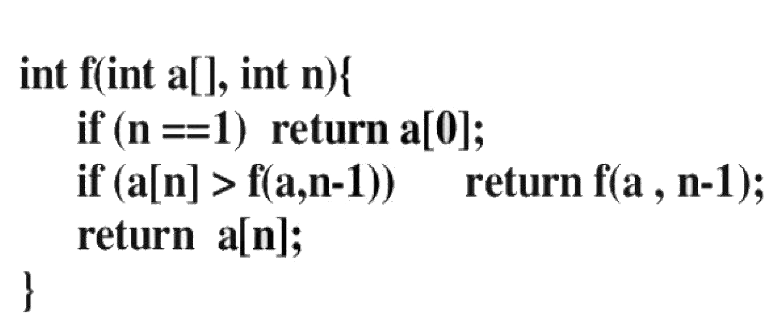 int f(int a[], int n){
if (n ==1) return a[0];
if (a[n] > f(a,n-1)) return f(a , n-1);
return a[n];
}